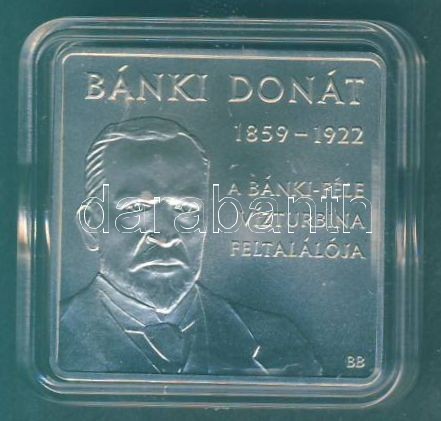 BÁNKI DONÁT
1859–1922
A BÁNKI-FÉLE
VÍZTURBINA
FELTALÁLÓJA
darabanth
BB